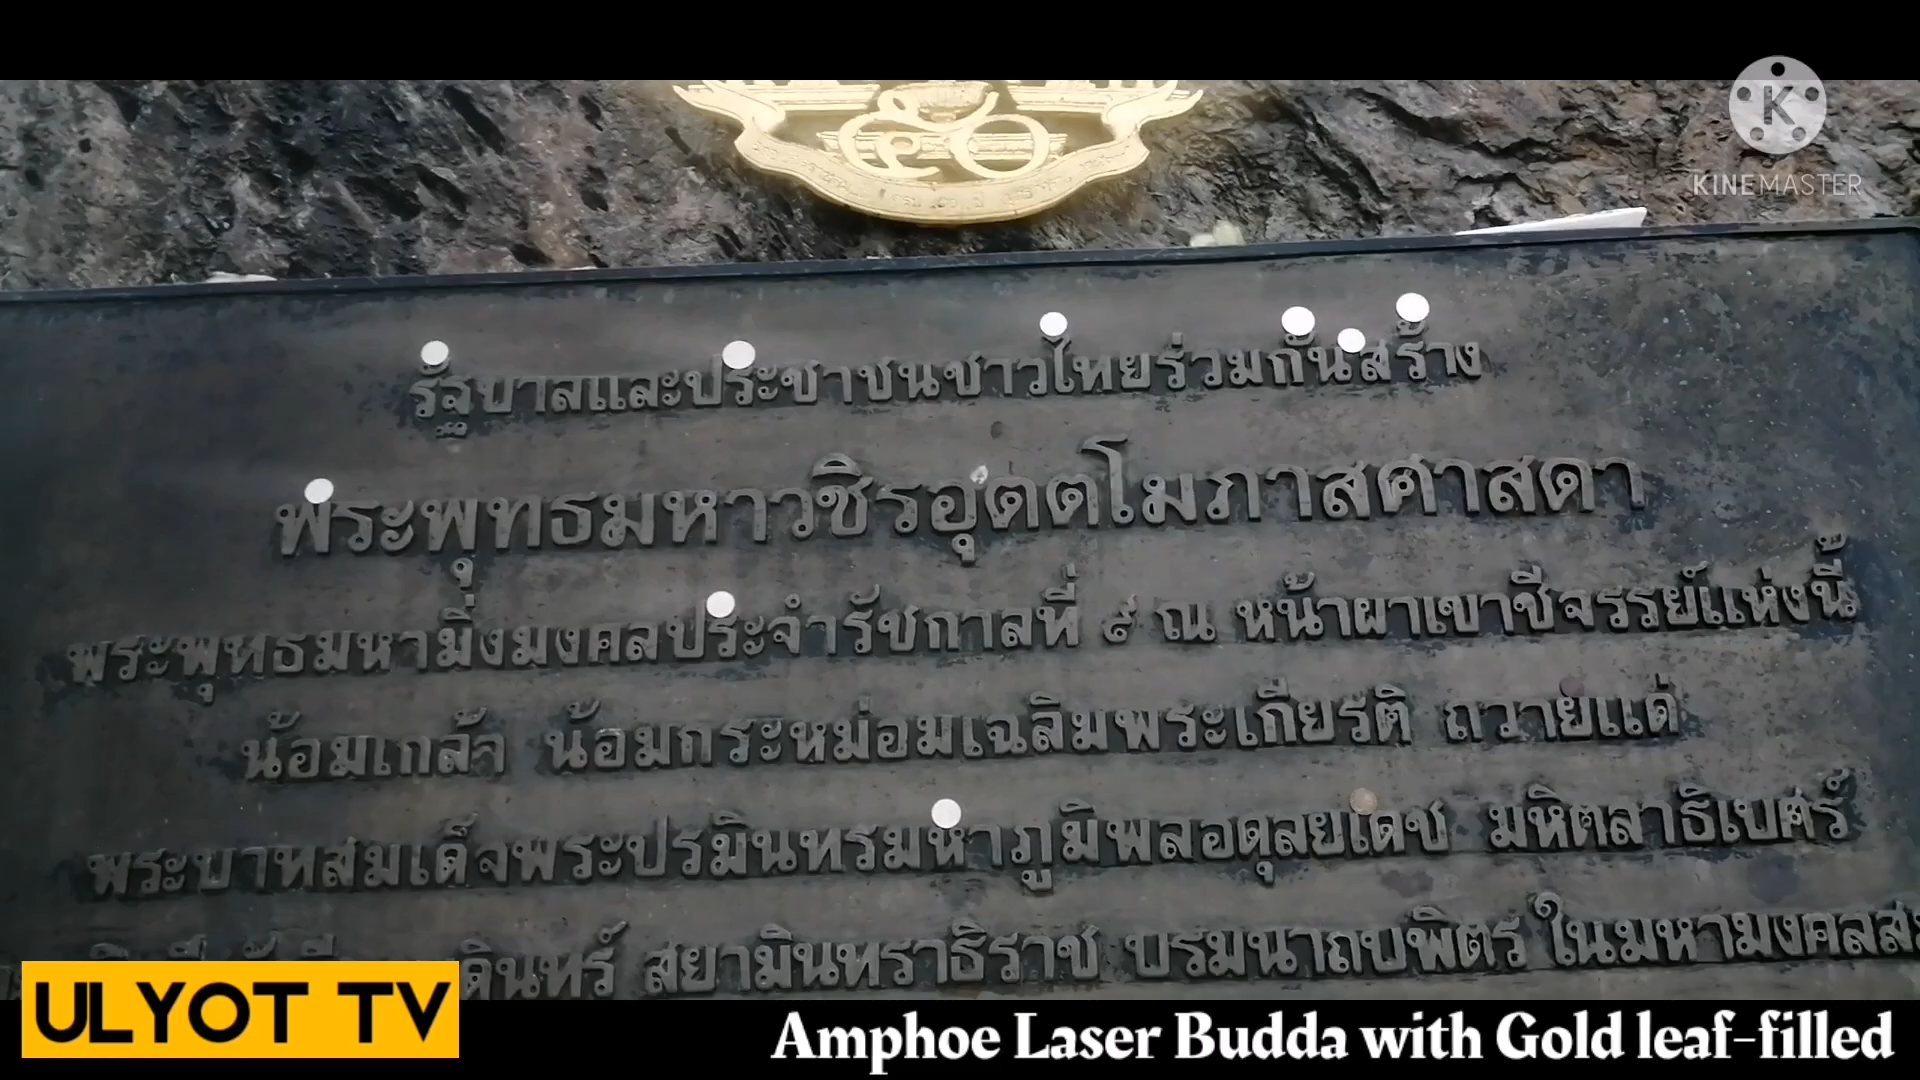 ๕๐
KINEMASTER
รัฐบาลและประชาชนชาวไทยร่วมกันสร้าง
พระพุทธมหาวชิรอุตตโมภาสศาสดา
พระพุทธมหามิ่งมงคลประจำรัชกาลที่ ๙ ณ หน้าผาเขาชีจรรย์แห่งนี้
น้อมเกล้า น้อมกระหม่อมเฉลิมพระเกียรติ ถวายแด่
พระบาทสมเด็จพระปรมินทรมหาภูมิพลอดุลยเดช มหิตลาธิเบศร์
ดินทร์ สยามินทราธิราช บรมนาถบพิตร ในมหามงคลส
ULYOT TV
Amphoe Laser Budda with Gold leaf-filled